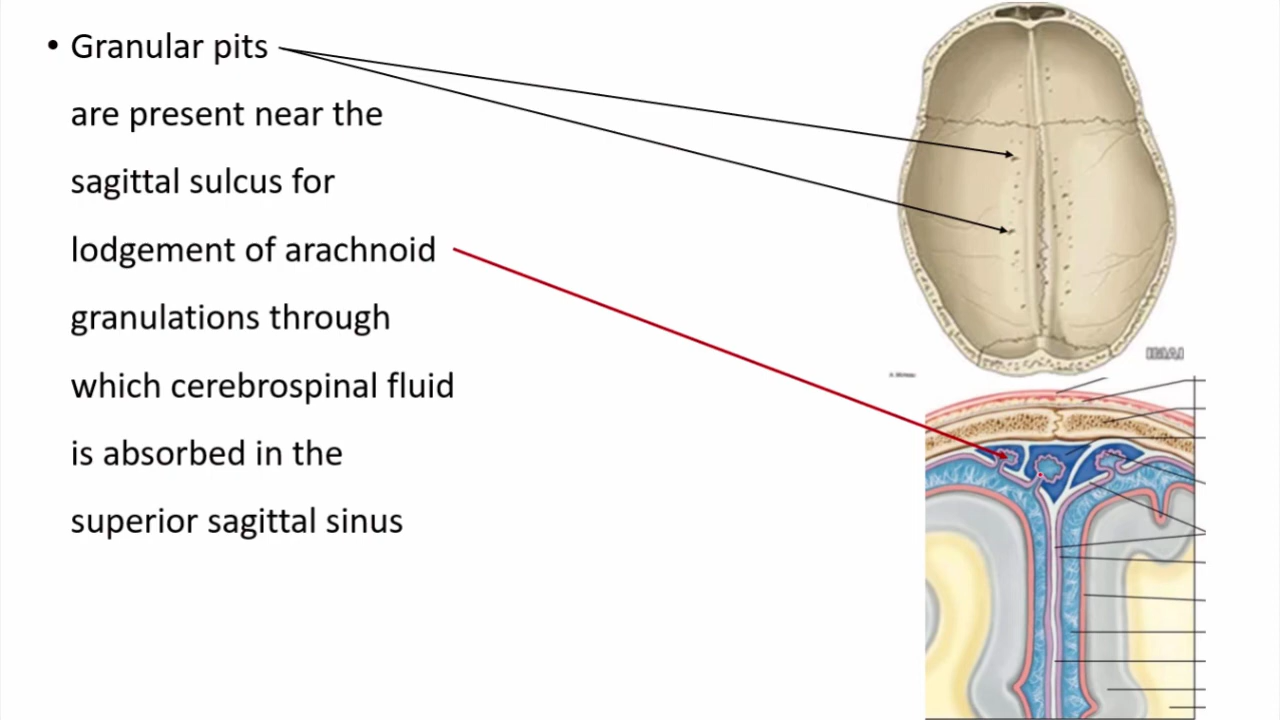 • Granular pits
are present near the
sagittal sulcus for
lodgement of arachnoid
granulations through
which cerebrospinal fluid
is absorbed in the
superior sagittal sinus